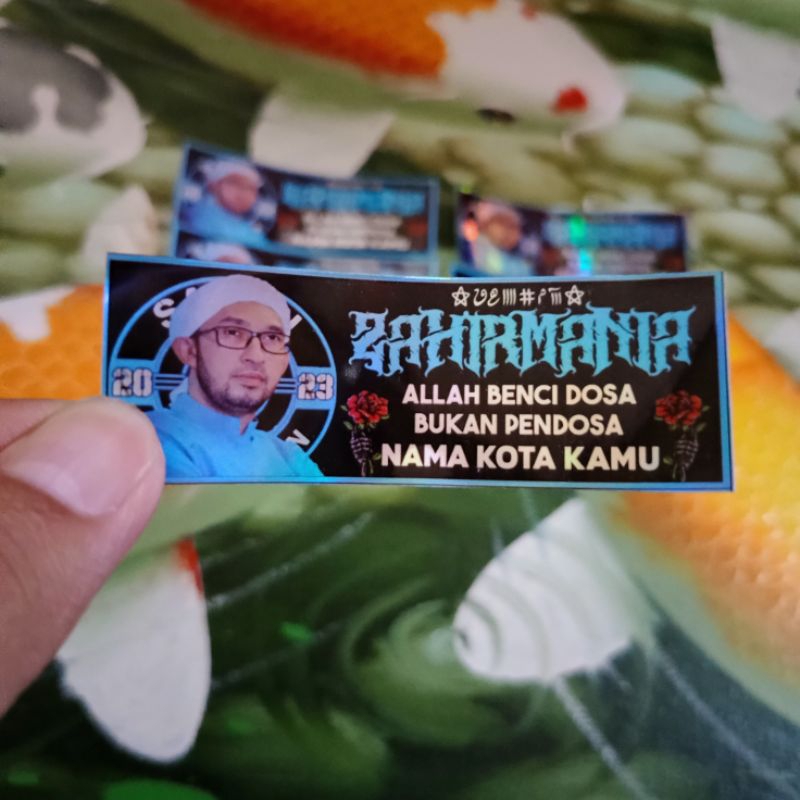 20 23
ZAHIRMANIA
ALLAH BENCI DOSA
BUKAN PENDOSA
NAMA KOTA KAMU